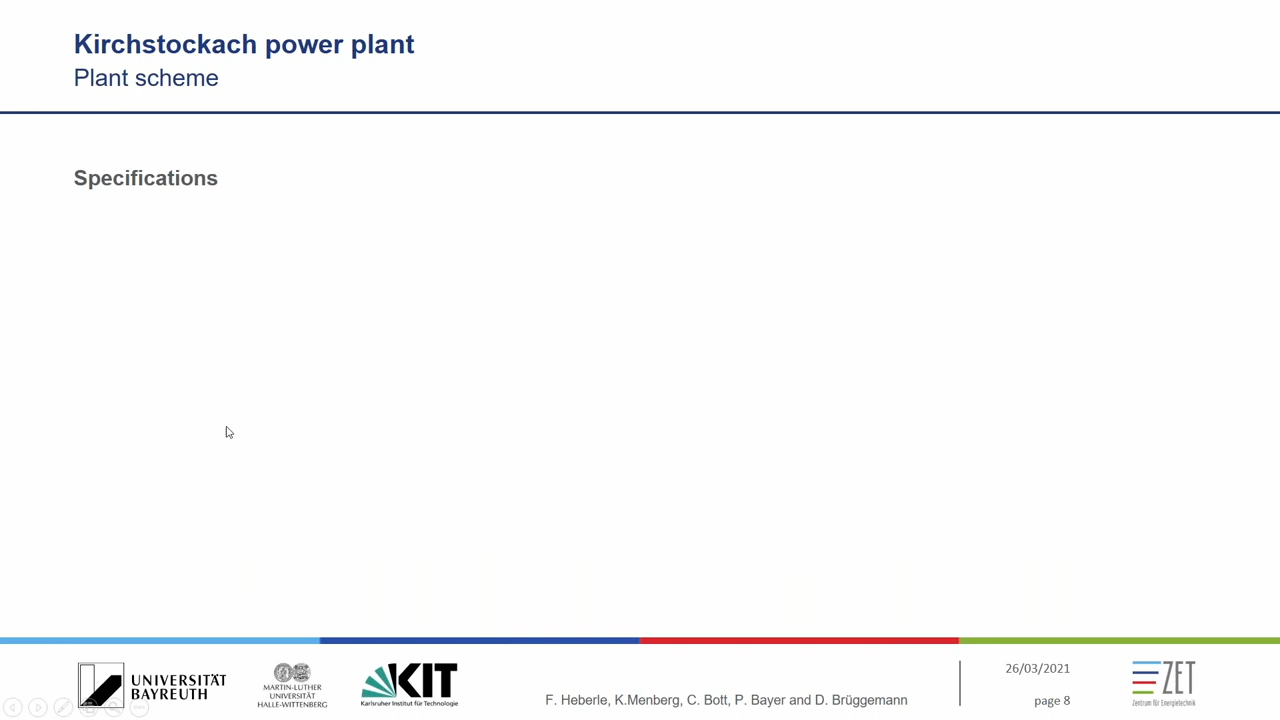 Kirchstockach power plant
Plant scheme
Specifications
UNIVERSITÄT
BAYREUTH
MARTIN-LUTHER
UNIVERSITÄT
HALLE-WITTENBERG
KIT
Karlsruher Institut für Technologie
F. Heberle, K.Menberg, C. Bott, P. Bayer and D. Brüggemann
26/03/2021
page 8
ZET
Zentrum für Energietechnik